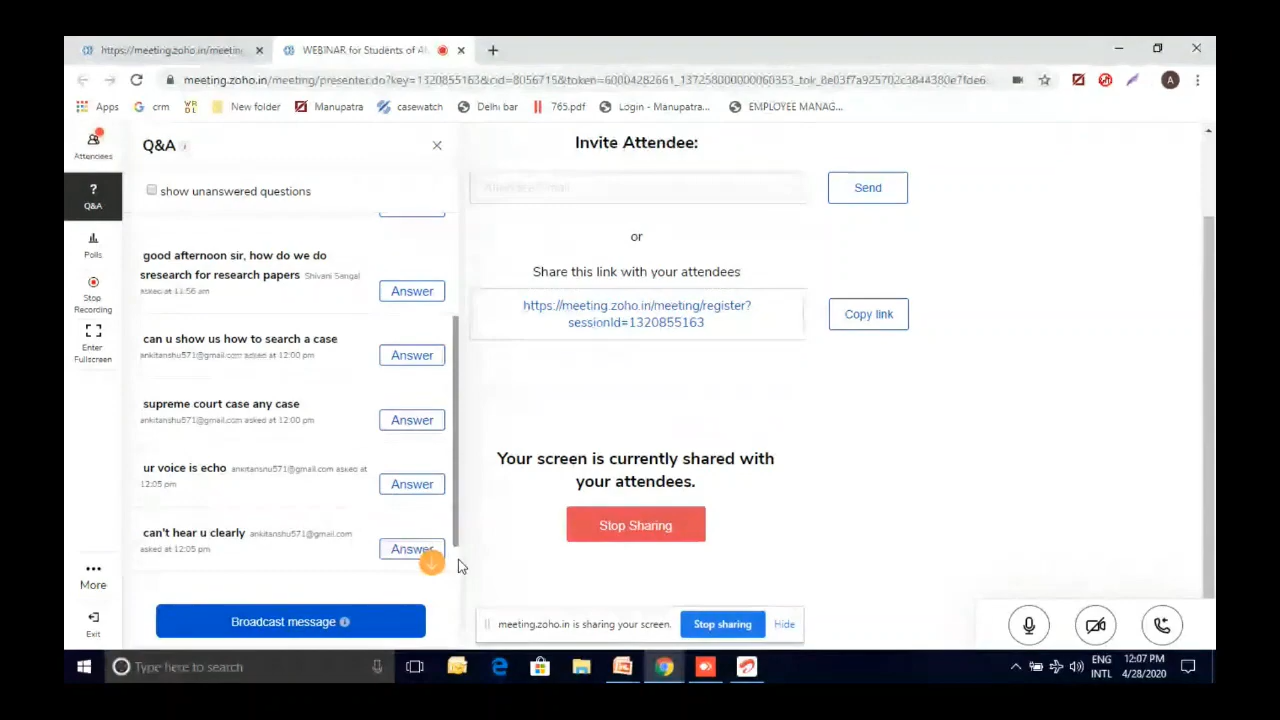 https://meeting.zoho.in/meetin
WEBINAR for Students of
meeting.zoho.in/meeting/presenter.do?key=1320855163&cid=8056715&token=60004282661_137258000000060353_
Apps
crm
New folder
Manupatra
casewatch
Delhi bar
765.pdf
Login - Manupatra...
EMPLOYEE MANAG...
A
Attendees
?
Q&A
Polls
Stop
Recording
Enter
Fullscreen
More
Exit
Q&A
show unanswered questions
good afternoon sir, how do we do
sresearch for research papers Shivani Sangal
asked at 11:56 am
Answer
can u show us how to search a case
ankitanshu571@gmail.com asked at 12:00 pm
Answer
supreme court case any case
ankitanshu571@gmail.com asked at 12:00 pm
Answer
ur voice is echo ankitanshu571@gmail.com asked at
12:05 pm
Answer
can't hear u clearly ankitanshu571@gmail.com
asked at 12:05 pm
Answer
Broadcast message
Invite Attendee:
Send
or
Share this link with your attendees
https://meeting.zoho.in/meeting/register?
sessionId=1320855163
Copy link
Your screen is currently shared with
your attendees.
Stop Sharing
meeting.zoho.in is sharing your screen.
Stop sharing
Hide
Type here to search
ENG
INTL
12:07 PM
4/28/2020